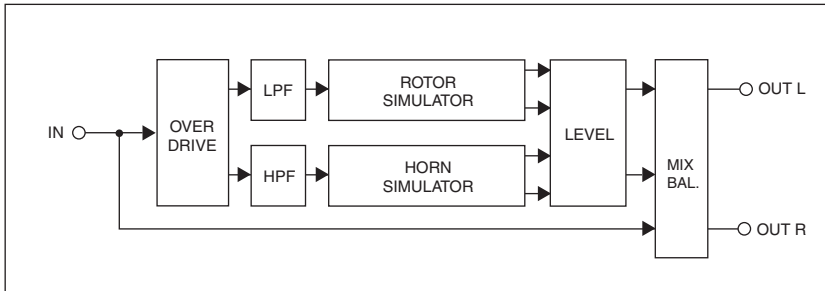 IN
OVER
DRIVE
LPF
HPF
ROTOR
SIMULATOR
HORN
SIMULATOR
LEVEL
MIX
BAL.
OUT L
OUT R